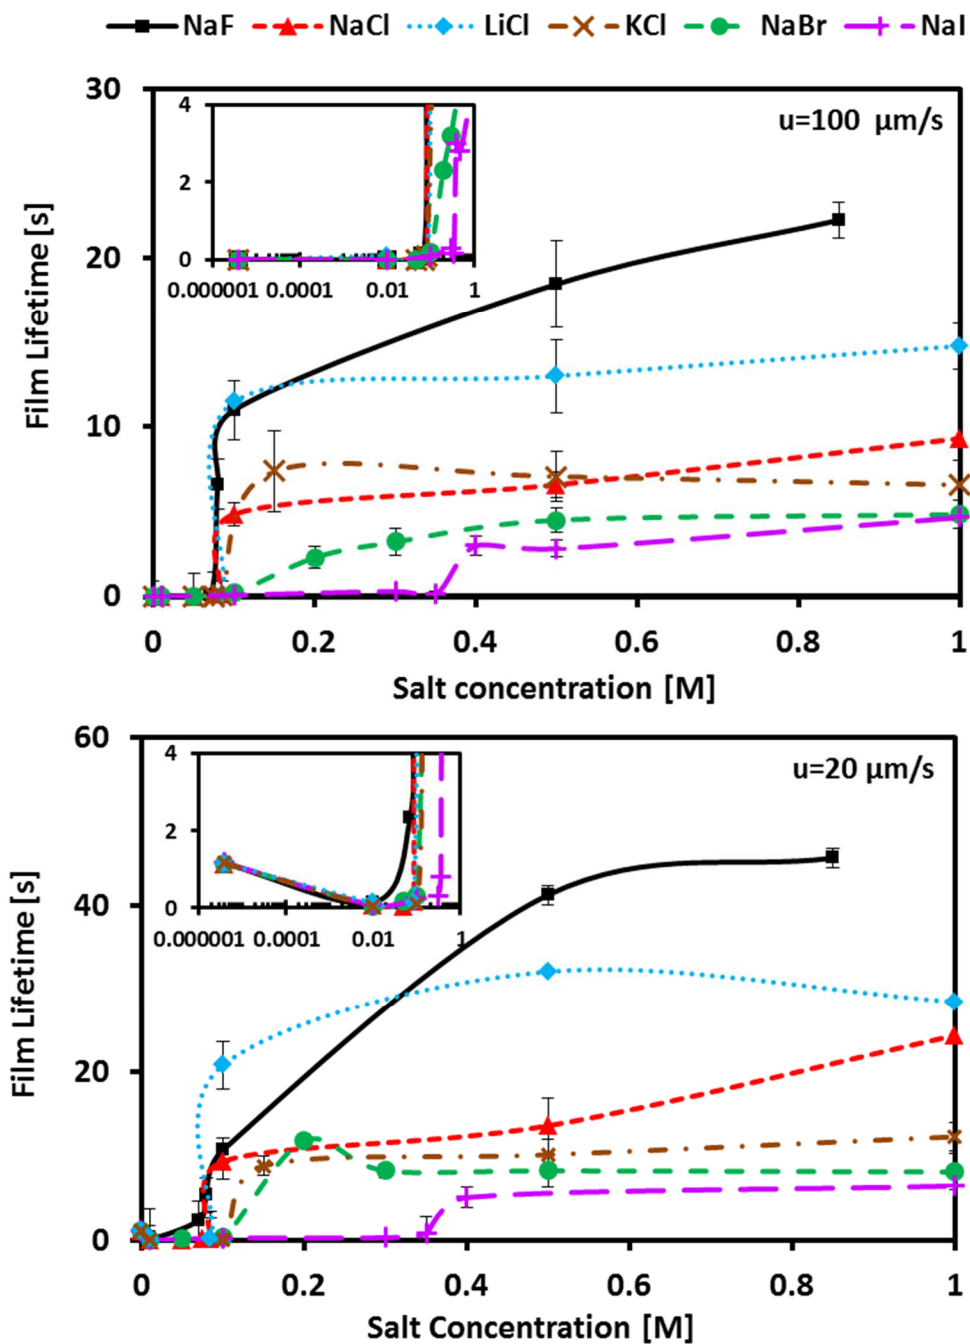 NaF NaCl LiCl KCl NaBr NaI
30
20
10
0
Film Lifetime [s]
u=100 μm/s
4
2
0
0.000001 0.0001 0.01 1
0 0.2 0.4 0.6 0.8 1
Salt concentration [M]
60
40
20
0
Film Lifetime [s]
u=20 μm/s
4
2
0
0.000001 0.0001 0.01 1
0 0.2 0.4 0.6 0.8 1
Salt Concentration [M]